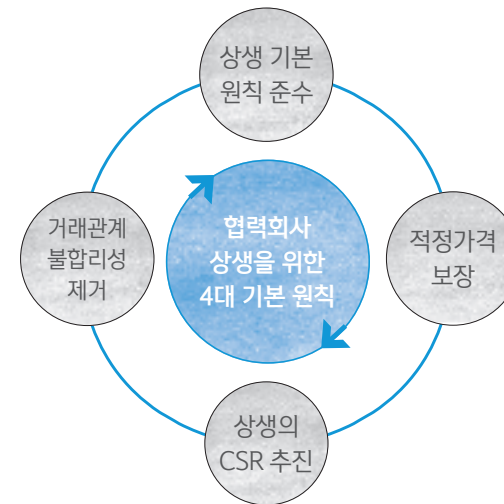 상생 기본
원칙 준수
거래관계
불합리성
제거
협력회사
상생을 위한
4대 기본 원칙
적정가격
보장
상생의
CSR 추진